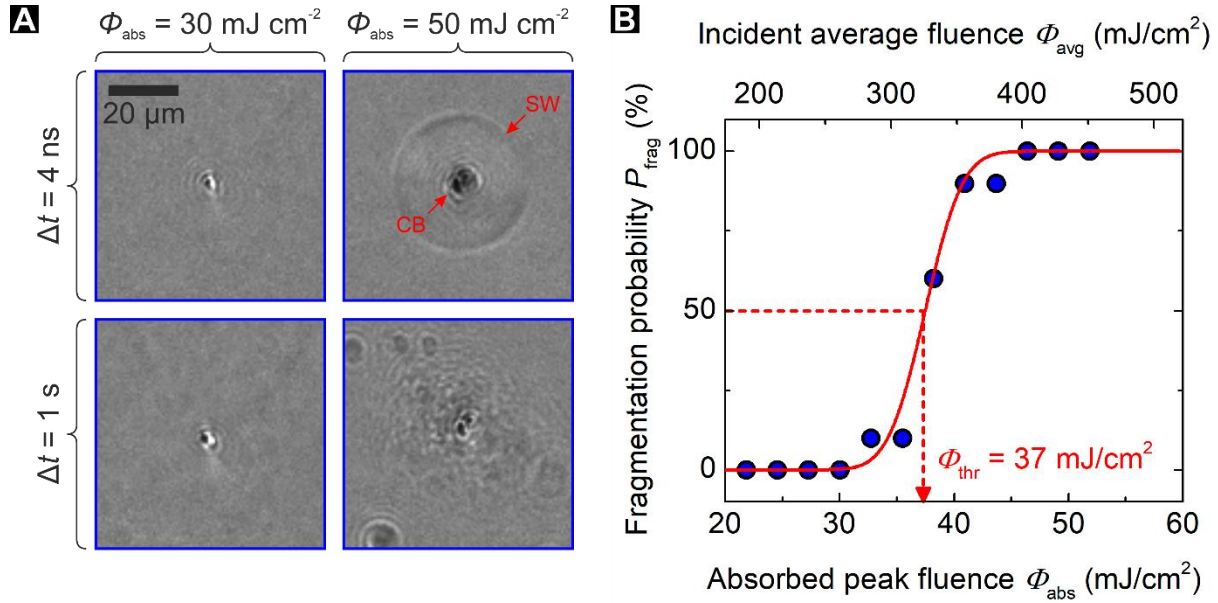 A
Φabs = 30 mJ cm-2
Φabs = 50 mJ cm-2
Δt = 4 ns
20 µm
SW
CB
Δt = 1 s
B
Incident average fluence Φavg (mJ/cm2)
200 300 400 500
Fragmentation probability Pfrag (%)
100
50
0
Φthr = 37 mJ/cm2
20 30 40 50 60
Absorbed peak fluence Φabs (mJ/cm2)